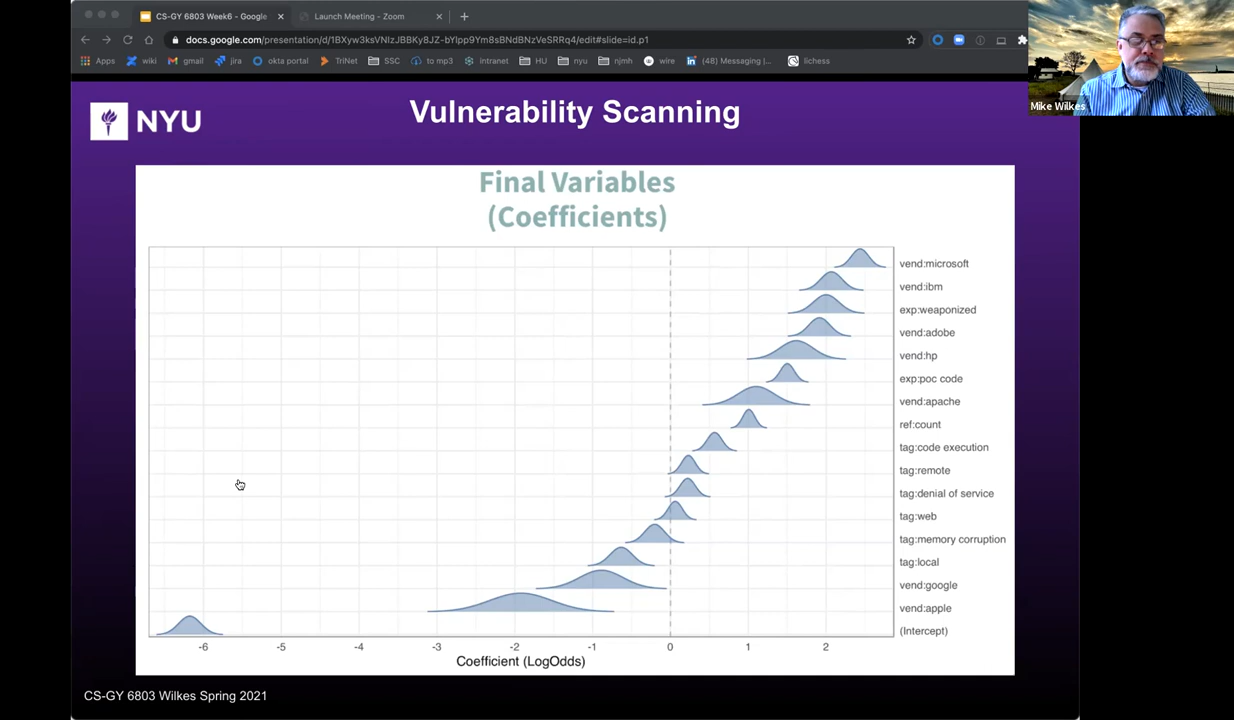 CS-GY 6803 Week6 - Google
Launch Meeting - Zoom
docs.google.com/presentation/d/1BXyw3ksVNIzJBBKy8JZ-bYlpp9Ym8sBNdBNzVeSRRq4/edit#slide=id.p1
Apps wiki gmail jira okta portal TriNet SSC to mp3 intranet HU nyu njmh wire (48) Messaging |... lichess
Mike Wilkes
NYU
Vulnerability Scanning
Final Variables
(Coefficients)
vend:microsoft
vend:ibm
exp:weaponized
vend:adobe
vend:hp
exp:poc code
vend:apache
ref:count
tag:code execution
tag:remote
tag:denial of service
tag:web
tag:memory corruption
tag:local
vend:google
vend:apple
(Intercept)
-6 -5 -4 -3 -2 -1 0 1 2
Coefficient (LogOdds)
CS-GY 6803 Wilkes Spring 2021